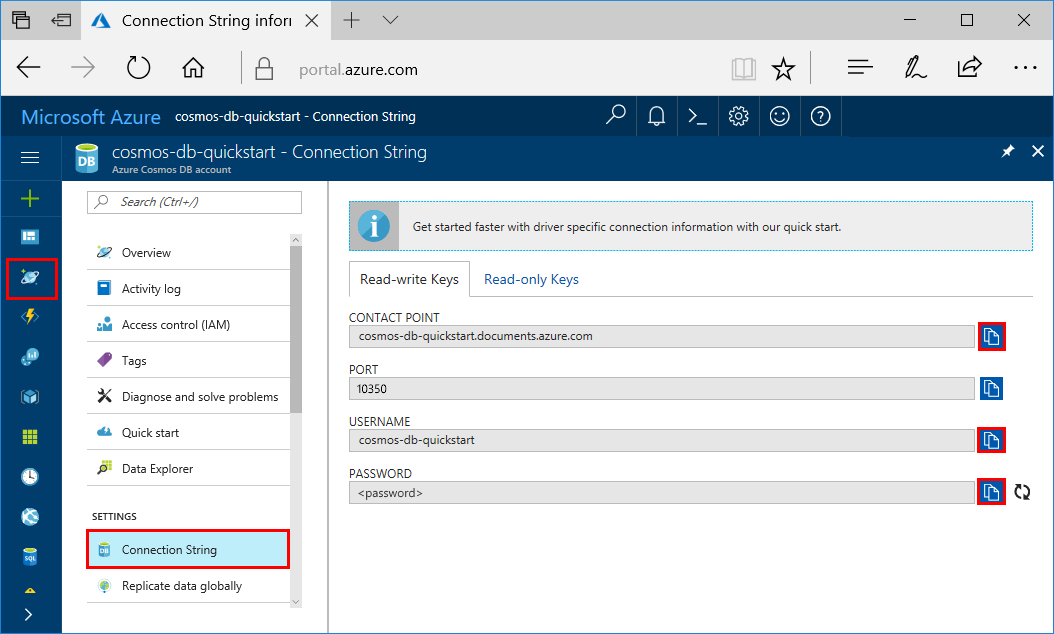 Connection String inforr
portal.azure.com
Microsoft Azure cosmos-db-quickstart - Connection String
DB
cosmos-db-quickstart - Connection String
Azure Cosmos DB account
Search (Ctrl+/)
Overview
Activity log
Access control (IAM)
Tags
Diagnose and solve problems
Quick start
Data Explorer
SETTINGS
DB
Connection String
Replicate data globally
SQL
Get started faster with driver specific connection information with our quick start.
Read-write Keys Read-only Keys
CONTACT POINT
cosmos-db-quickstart.documents.azure.com
PORT
10350
USERNAME
cosmos-db-quickstart
PASSWORD
<password>